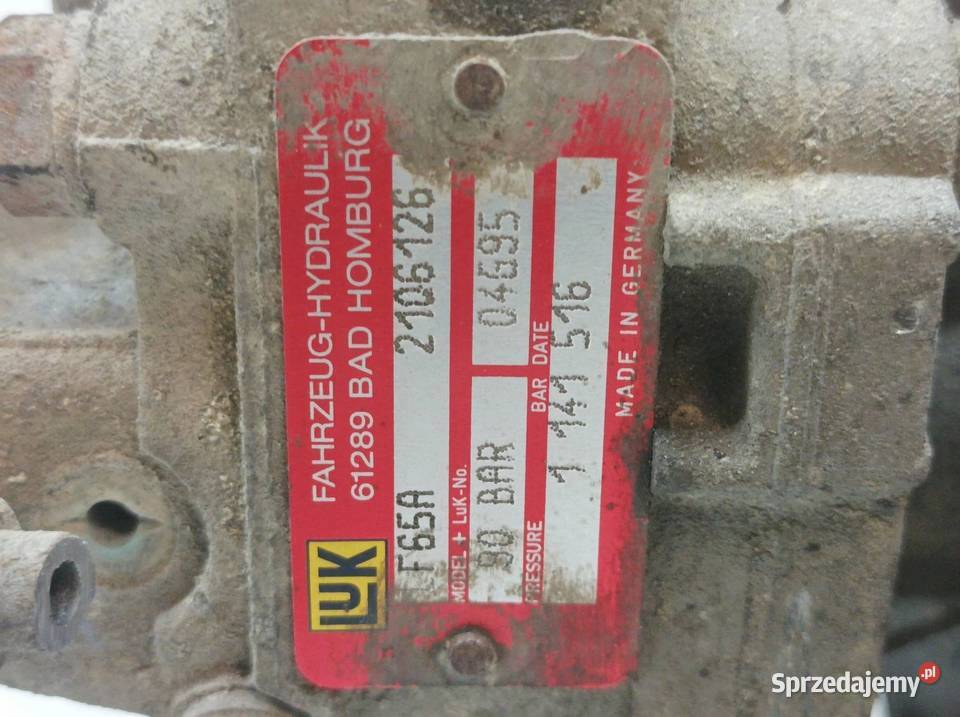 LUK
FAHRZEUG-HYDRAULIK
61289 BAD HOMBURG
F65A 2106126
MODEL + LuK-No.
90 BAR 04G95
PRESSURE BAR DATE
1 141 516
MADE IN GERMANY
Sprzedajemy.pl